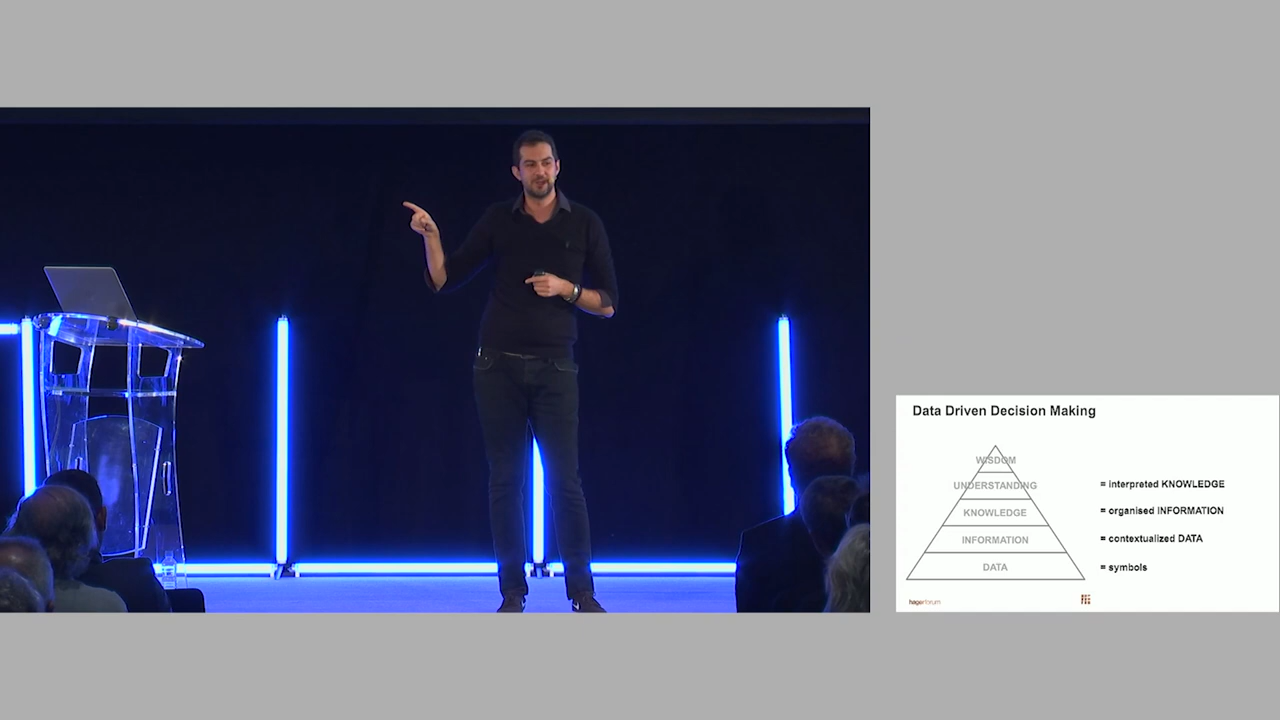 Data Driven Decision Making
WISDOM
UNDERSTANDING = interpreted KNOWLEDGE
KNOWLEDGE = organised INFORMATION
INFORMATION = contextualized DATA
DATA = symbols
hagerforum